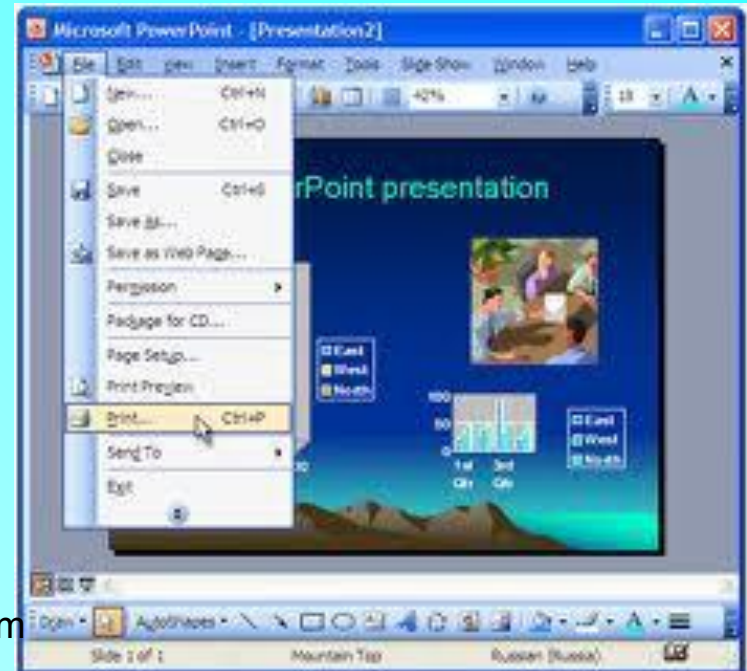 Microsoft PowerPoint - [Presentation2]
File Edit View Insert Format Tools Slide Show Window Help
42% 18 A
New... Ctrl+N
Open... Ctrl+O
Close
Save Ctrl+S
Save As...
Save as Web Page...
Permission
Package for CD...
Page Setup...
Print Preview
Print... Ctrl+P
Send To
Exit
rPoint presentation
East
West
North
100
50
0
1st 3rd
Qtr Qtr
East
West
North
m
Draw AutoShapes A
Slide 1 of 1 Mountain Top Russian (Russia)